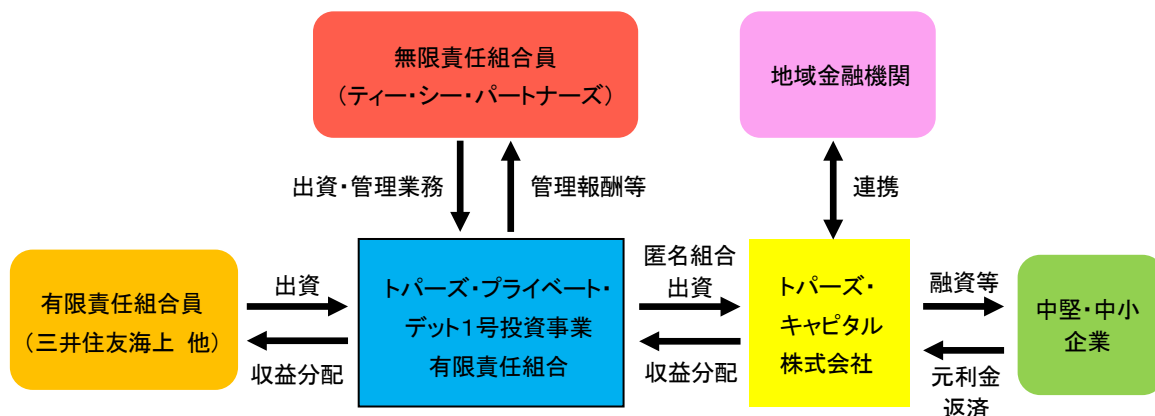 無限責任組合員
（ティー・シー・パートナーズ）
地域金融機関
出資・管理業務
管理報酬等
連携
有限責任組合員
（三井住友海上 他）
出資
収益分配
トパーズ・プライベート・
デット１号投資事業
有限責任組合
匿名組合
出資
収益分配
トパーズ・
キャピタル
株式会社
融資等
元利金
返済
中堅・中小
企業